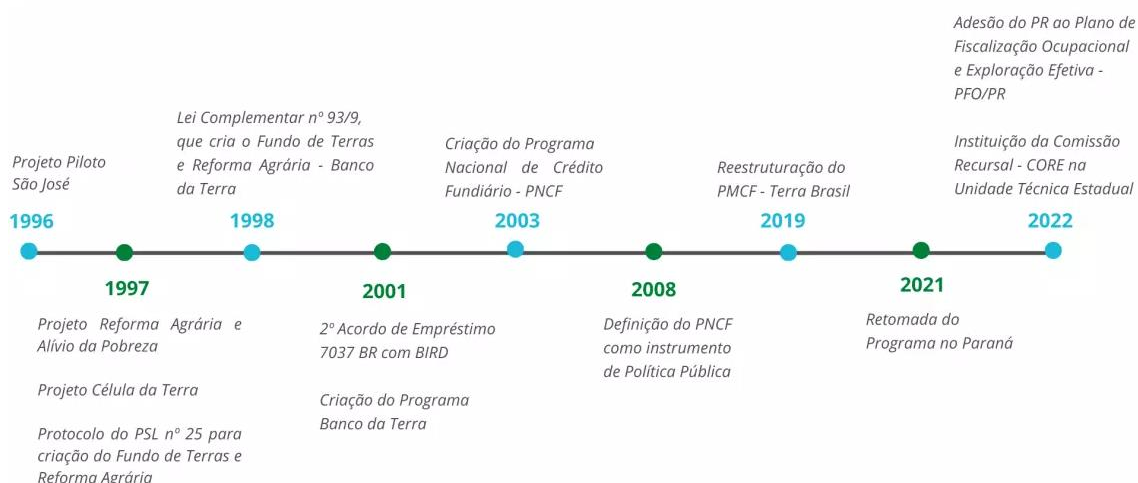 Projeto Piloto
São José
1996
1997
Projeto Reforma Agrária e
Alívio da Pobreza
Projeto Célula da Terra
Protocolo do PSL nº 25 para
criação do Fundo de Terras e
Reforma Agrária
Lei Complementar nº 93/9,
que cria o Fundo de Terras
e Reforma Agrária - Banco
da Terra
1998
2001
2º Acordo de Empréstimo
7037 BR com BIRD
Criação do Programa
Banco da Terra
Criação do Programa
Nacional de Crédito
Fundiário - PNCF
2003
2008
Definição do PNCF
como instrumento
de Política Pública
Reestruturação do
PMCF - Terra Brasil
2019
2021
Retomada do
Programa no Paraná
Adesão do PR ao Plano de
Fiscalização Ocupacional
e Exploração Efetiva -
PFO/PR
Instituição da Comissão
Recursal - CORE na
Unidade Técnica Estadual
2022